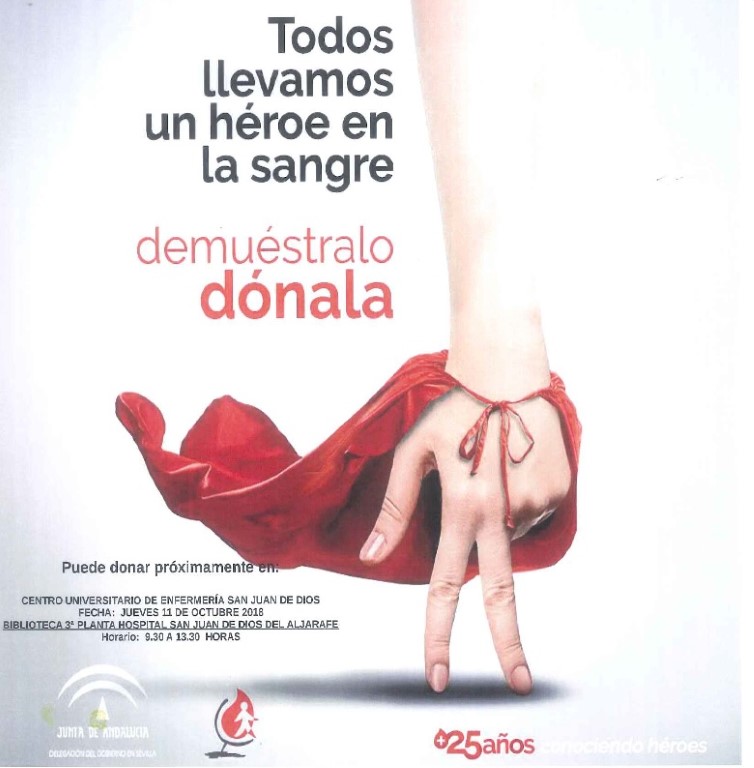 Todos
llevamos
un héroe en
la sangre
demuéstralo
dónala
Puede donar próximamente en:
CENTRO UNIVERSITARIO DE ENFERMERÍA SAN JUAN DE DIOS
FECHA: JUEVES 11 DE OCTUBRE 2018
BIBLIOTECA 3ª PLANTA HOSPITAL SAN JUAN DE DIOS DEL ALJARAFE
Horario: 9.30 A 13.30 HORAS
JUNTA DE ANDALUCIA
DELEGACIÓN DEL GOBIERNO EN SEVILLA
+25años conociendo héroes